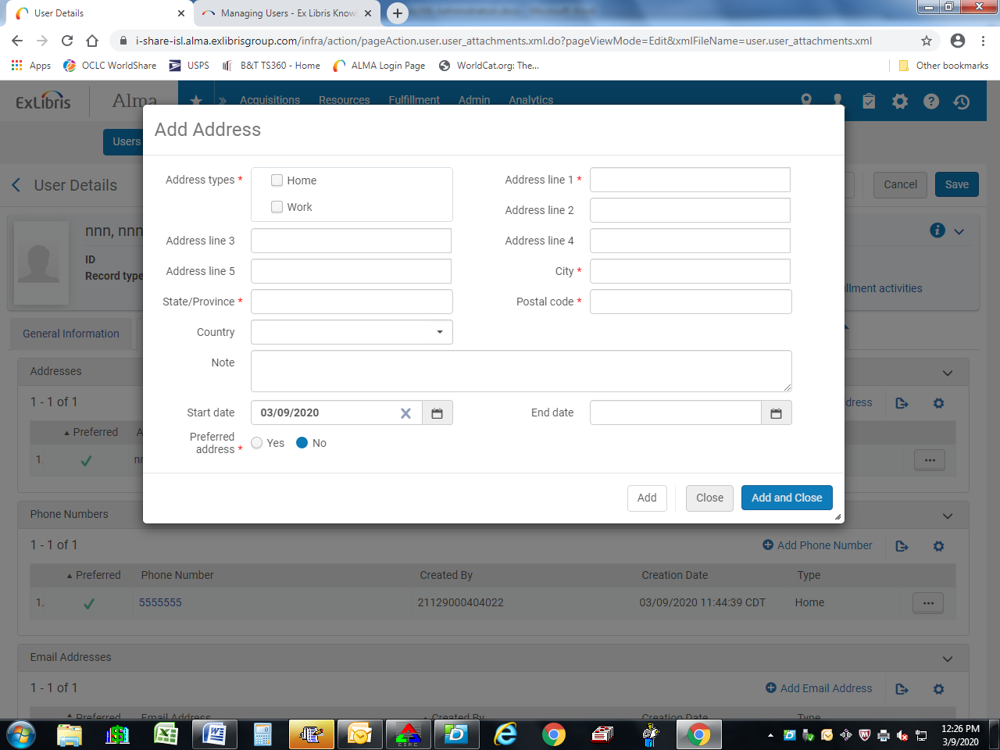 User Details
Managing Users - Ex Libris Know
i-share-isl.alma.exlibrisgroup.com/infra/action/pageAction.user.user_attachments.xml.do?pageViewMode=Edit&xmlFileName=user.user_attachments.xml
Apps OCLC WorldShare USPS B&T TS360 - Home ALMA Login Page WorldCat.org: The... Other bookmarks
ExLibris Alma Acquisitions Resources Fulfillment Admin Analytics
Users
Add Address
User Details Cancel Save
Address types * Home
Work
Address line 1 *
Address line 2
Address line 3 Address line 4
Address line 5 City *
State/Province * Postal code *
Country
Note
Start date 03/09/2020 End date
Preferred address * Yes No
Add Close Add and Close
nnn, nnn
ID
Record type
llment activities
General Information
Addresses
1 - 1 of 1 dress
Preferred A
1. nr
Phone Numbers
1 - 1 of 1 Add Phone Number
Preferred Phone Number Created By Creation Date Type
1. 5555555 21129000404022 03/09/2020 11:44:39 CDT Home
Email Addresses
1 - 1 of 1 Add Email Address
Preferred Email Address Created By Creation Date Type
CIRC
12:26 PM
3/9/2020